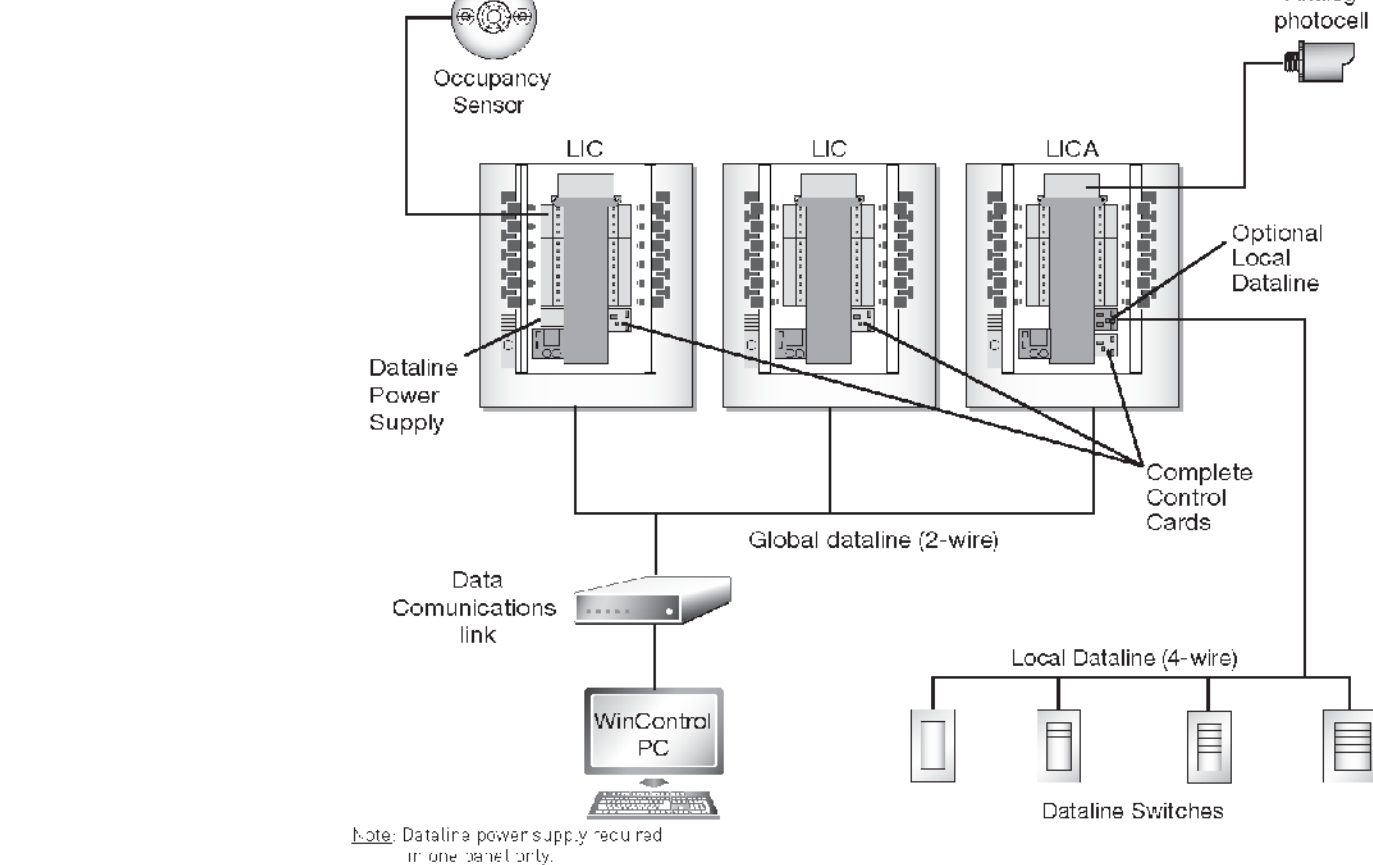 photocell
Occupancy
Sensor
LIC
LIC
LICA
Optional
Local
Dataline
Dataline
Power
Supply
Complete
Control
Cards
Global dataline (2-wire)
Data
Comunications
link
Local Dataline (4-wire)
WinControl
PC
Dataline Switches
Note: Dataline power supply required
in one panel only.